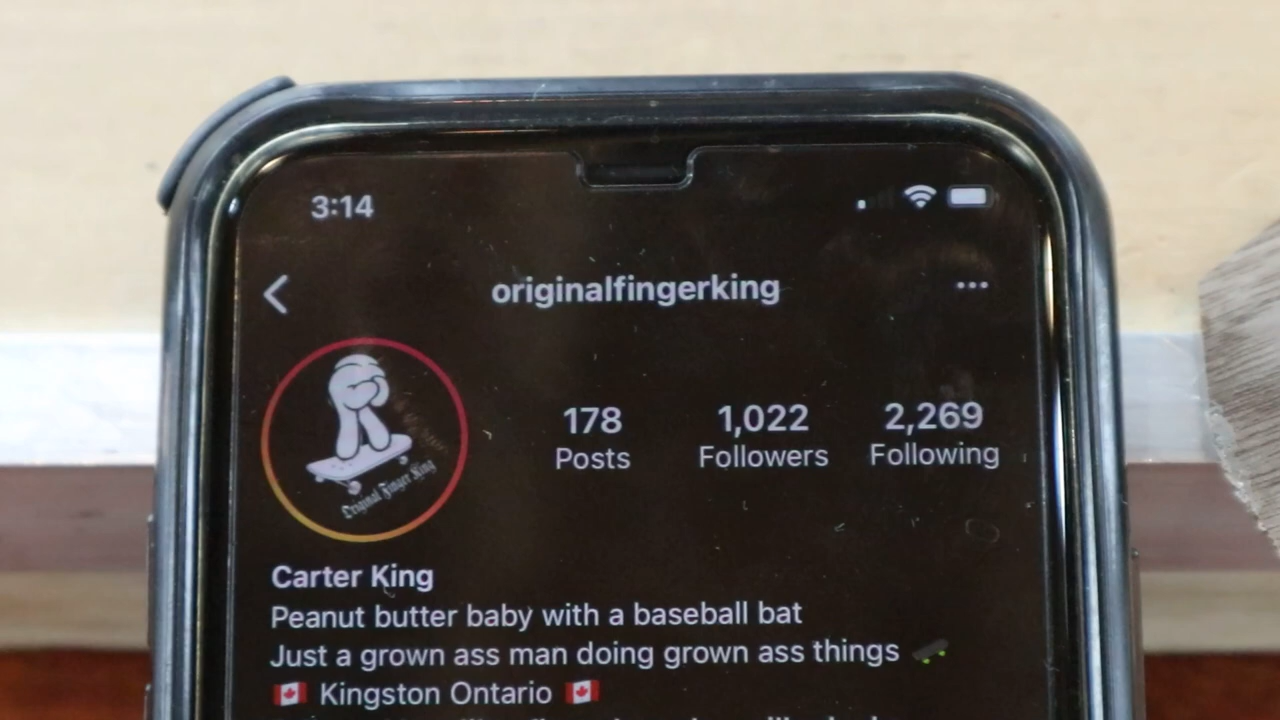 3:14
originalfingerking
Original Finger King
178 1,022 2,269
Posts Followers Following
Carter King
Peanut butter baby with a baseball bat
Just a grown ass man doing grown ass things 🛹
🇨🇦 Kingston Ontario 🇨🇦